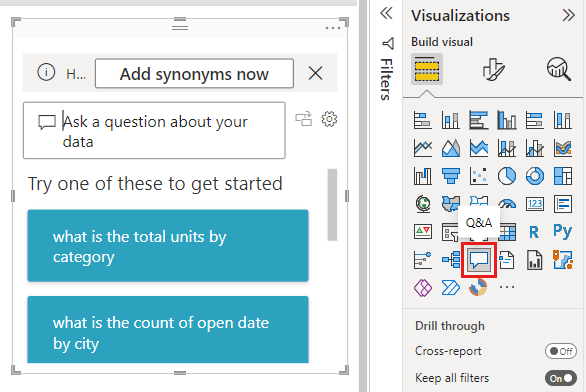 H...
Add synonyms now
Ask a question about your
data
Try one of these to get started
what is the total units by
category
what is the count of open date
by city
Filters
Visualizations
Build visual
123
Q&A
R
Py
Drill through
Cross-report
Off
Keep all filters
On